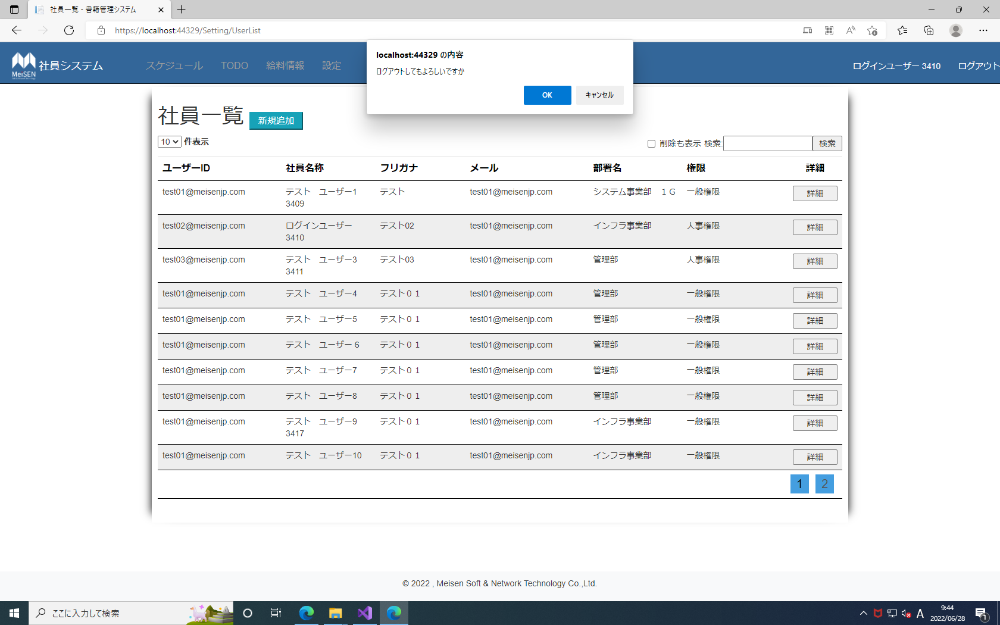 社員一覧 - 書籍管理システム
https://localhost:44329/Setting/UserList
MeiSEN
社員システム
スケジュール TODO 給料情報 設定
ログインユーザー 3410 ログアウト
localhost:44329 の内容
ログアウトしてもよろしいですか
OK キャンセル
社員一覧 新規追加
10 件表示
削除も表示 検索: 検索
ユーザーID 社員名称 フリガナ メール 部署名 権限 詳細
test01@meisenjp.com テスト　ユーザー1 テスト test01@meisenjp.com システム事業部　１Ｇ 一般権限 詳細
3409
test02@meisenjp.com ログインユーザー テスト02 test01@meisenjp.com インフラ事業部 人事権限 詳細
3410
test03@meisenjp.com テスト　ユーザー3 テスト03 test01@meisenjp.com 管理部 人事権限 詳細
3411
test01@meisenjp.com テスト　ユーザー4 テスト０１ test01@meisenjp.com 管理部 一般権限 詳細
test01@meisenjp.com テスト　ユーザー5 テスト０１ test01@meisenjp.com 管理部 一般権限 詳細
test01@meisenjp.com テスト　ユーザー６ テスト０１ test01@meisenjp.com 管理部 一般権限 詳細
test01@meisenjp.com テスト　ユーザー7 テスト０１ test01@meisenjp.com 管理部 一般権限 詳細
test01@meisenjp.com テスト　ユーザー8 テスト０１ test01@meisenjp.com 管理部 一般権限 詳細
test01@meisenjp.com テスト　ユーザー9 テスト０１ test01@meisenjp.com インフラ事業部 一般権限 詳細
3417
test01@meisenjp.com テスト　ユーザー10 テスト０１ test01@meisenjp.com インフラ事業部 一般権限 詳細
1 2
© 2022 , Meisen Soft & Network Technology Co.,Ltd.
ここに入力して検索
A
9:44
2022/06/28
1